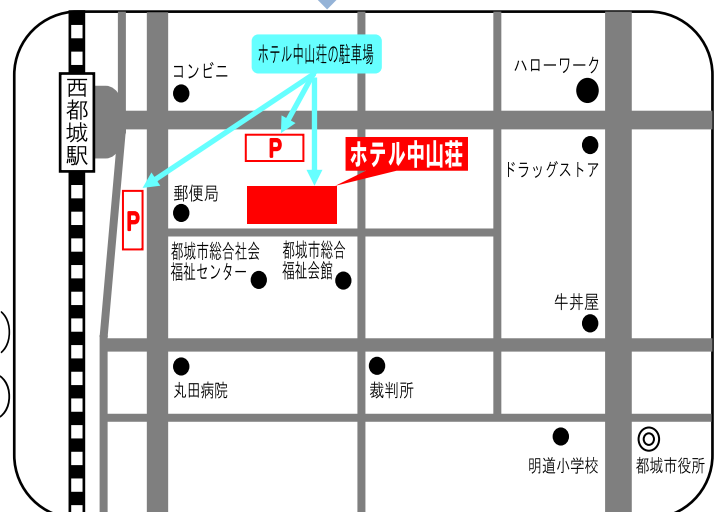 ホテル中山荘の駐車場
コンビニ
ハローワーク
西都城駅
P
ホテル中山荘
ドラッグストア
P
郵便局
都城市総合社会
福祉センター
都城市総合
福祉会館
牛丼屋
丸田病院
裁判所
明道小学校
都城市役所